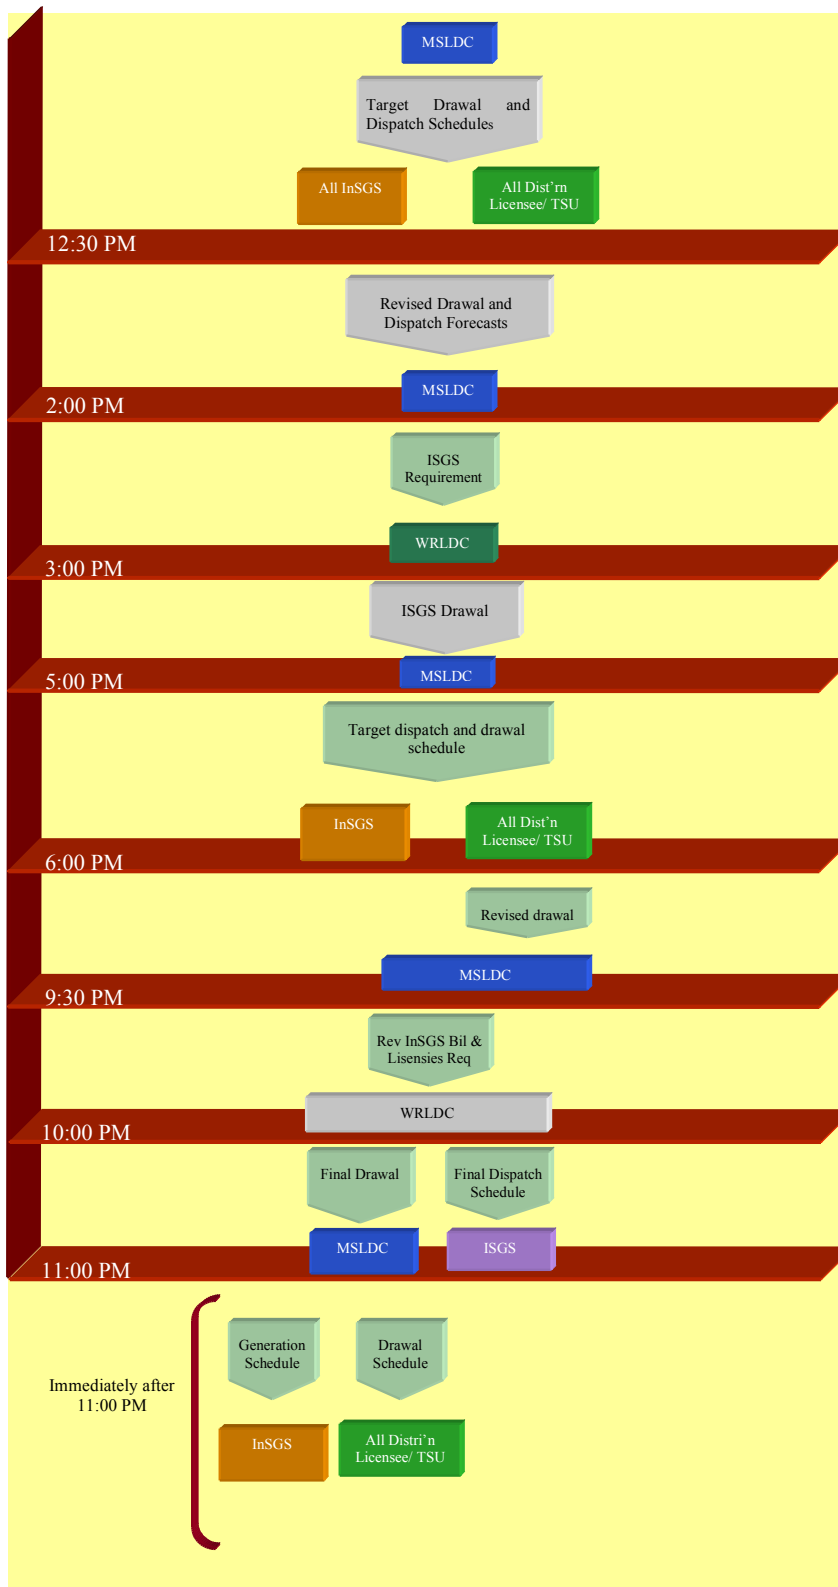 MSLDC
Target Drawal and
Dispatch Schedules
All InSGS
All Dist'rn
Licensee/ TSU
12:30 PM
Revised Drawal and
Dispatch Forecasts
MSLDC
2:00 PM
ISGS
Requirement
WRLDC
3:00 PM
ISGS Drawal
MSLDC
5:00 PM
Target dispatch and drawal
schedule
InSGS
All Dist'n
Licensee/ TSU
6:00 PM
Revised drawal
MSLDC
9:30 PM
Rev InSGS Bil &
Lisensies Req
WRLDC
10:00 PM
Final Drawal
Final Dispatch
Schedule
MSLDC
ISGS
11:00 PM
Generation
Schedule
Drawal
Schedule
Immediately after
11:00 PM
InSGS
All Distri'n
Licensee/ TSU